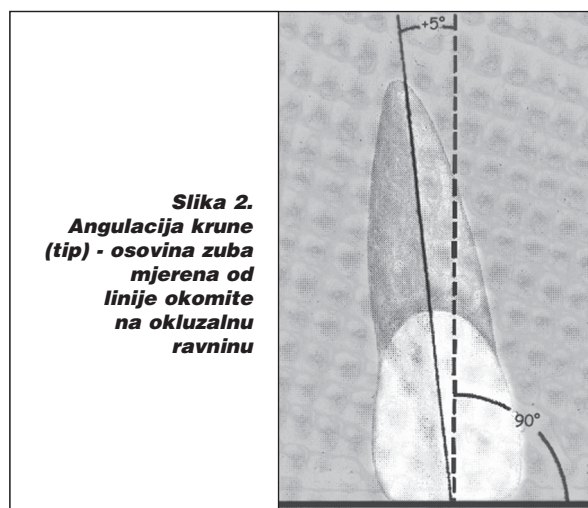 Slika 2.
Angulacija krune
(tip) - osovina zuba
mjerena od
linije okomite
na okluzalnu
ravninu
+5°
90°